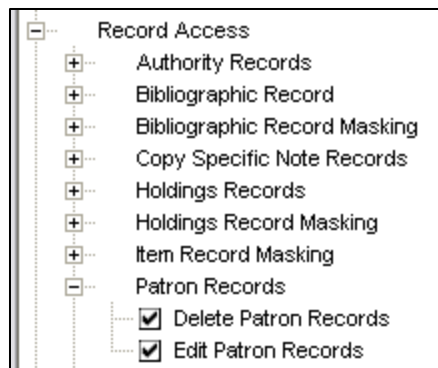 Record Access
Authority Records
Bibliographic Record
Bibliographic Record Masking
Copy Specific Note Records
Holdings Records
Holdings Record Masking
Item Record Masking
Patron Records
Delete Patron Records
Edit Patron Records